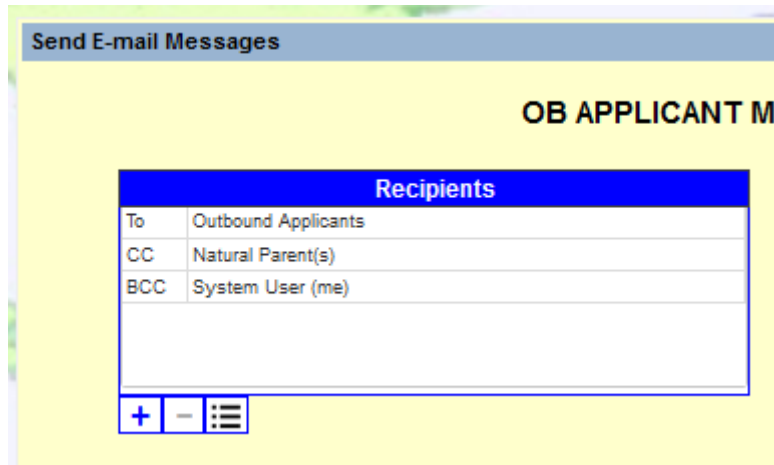 Send E-mail Messages
OB APPLICANT M
Recipients
To Outbound Applicants
CC Natural Parent(s)
BCC System User (me)
+ −